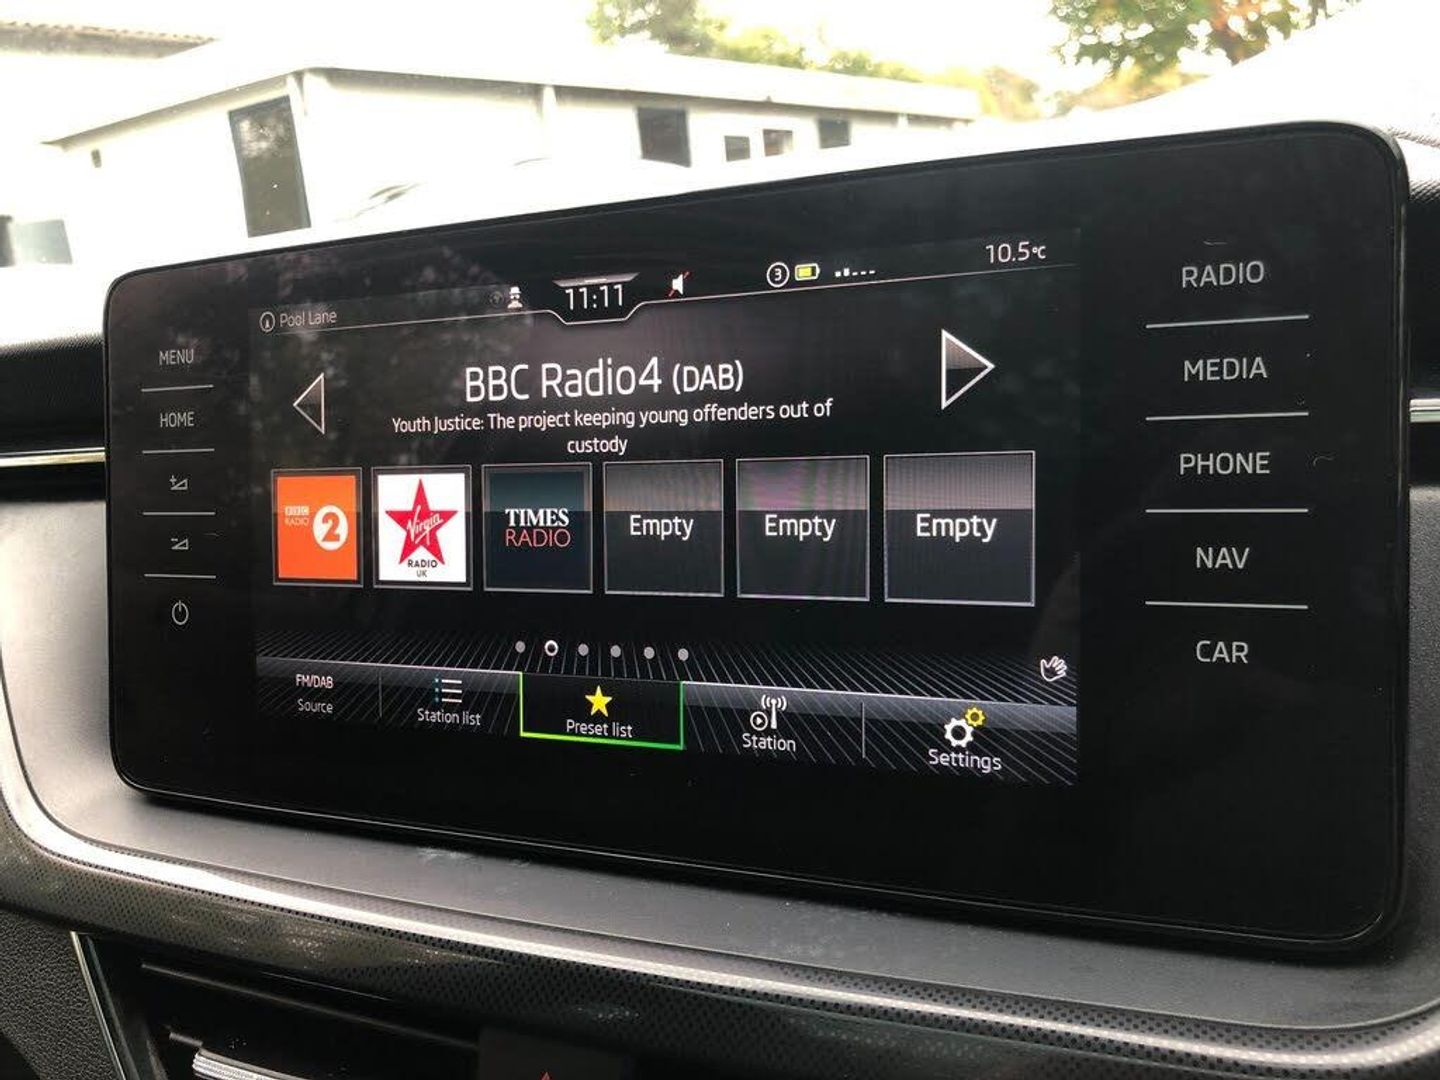 10.5°C
3
11:11
Pool Lane
RADIO
MEDIA
PHONE
NAV
CAR
MENU
HOME
BBC Radio4 (DAB)
Youth Justice: The project keeping young offenders out of
custody
BBC
RADIO
2
Virgin
RADIO
UK
TIMES
RADIO
Empty
Empty
Empty
FM/DAB
Source
Station list
Preset list
Station
Settings